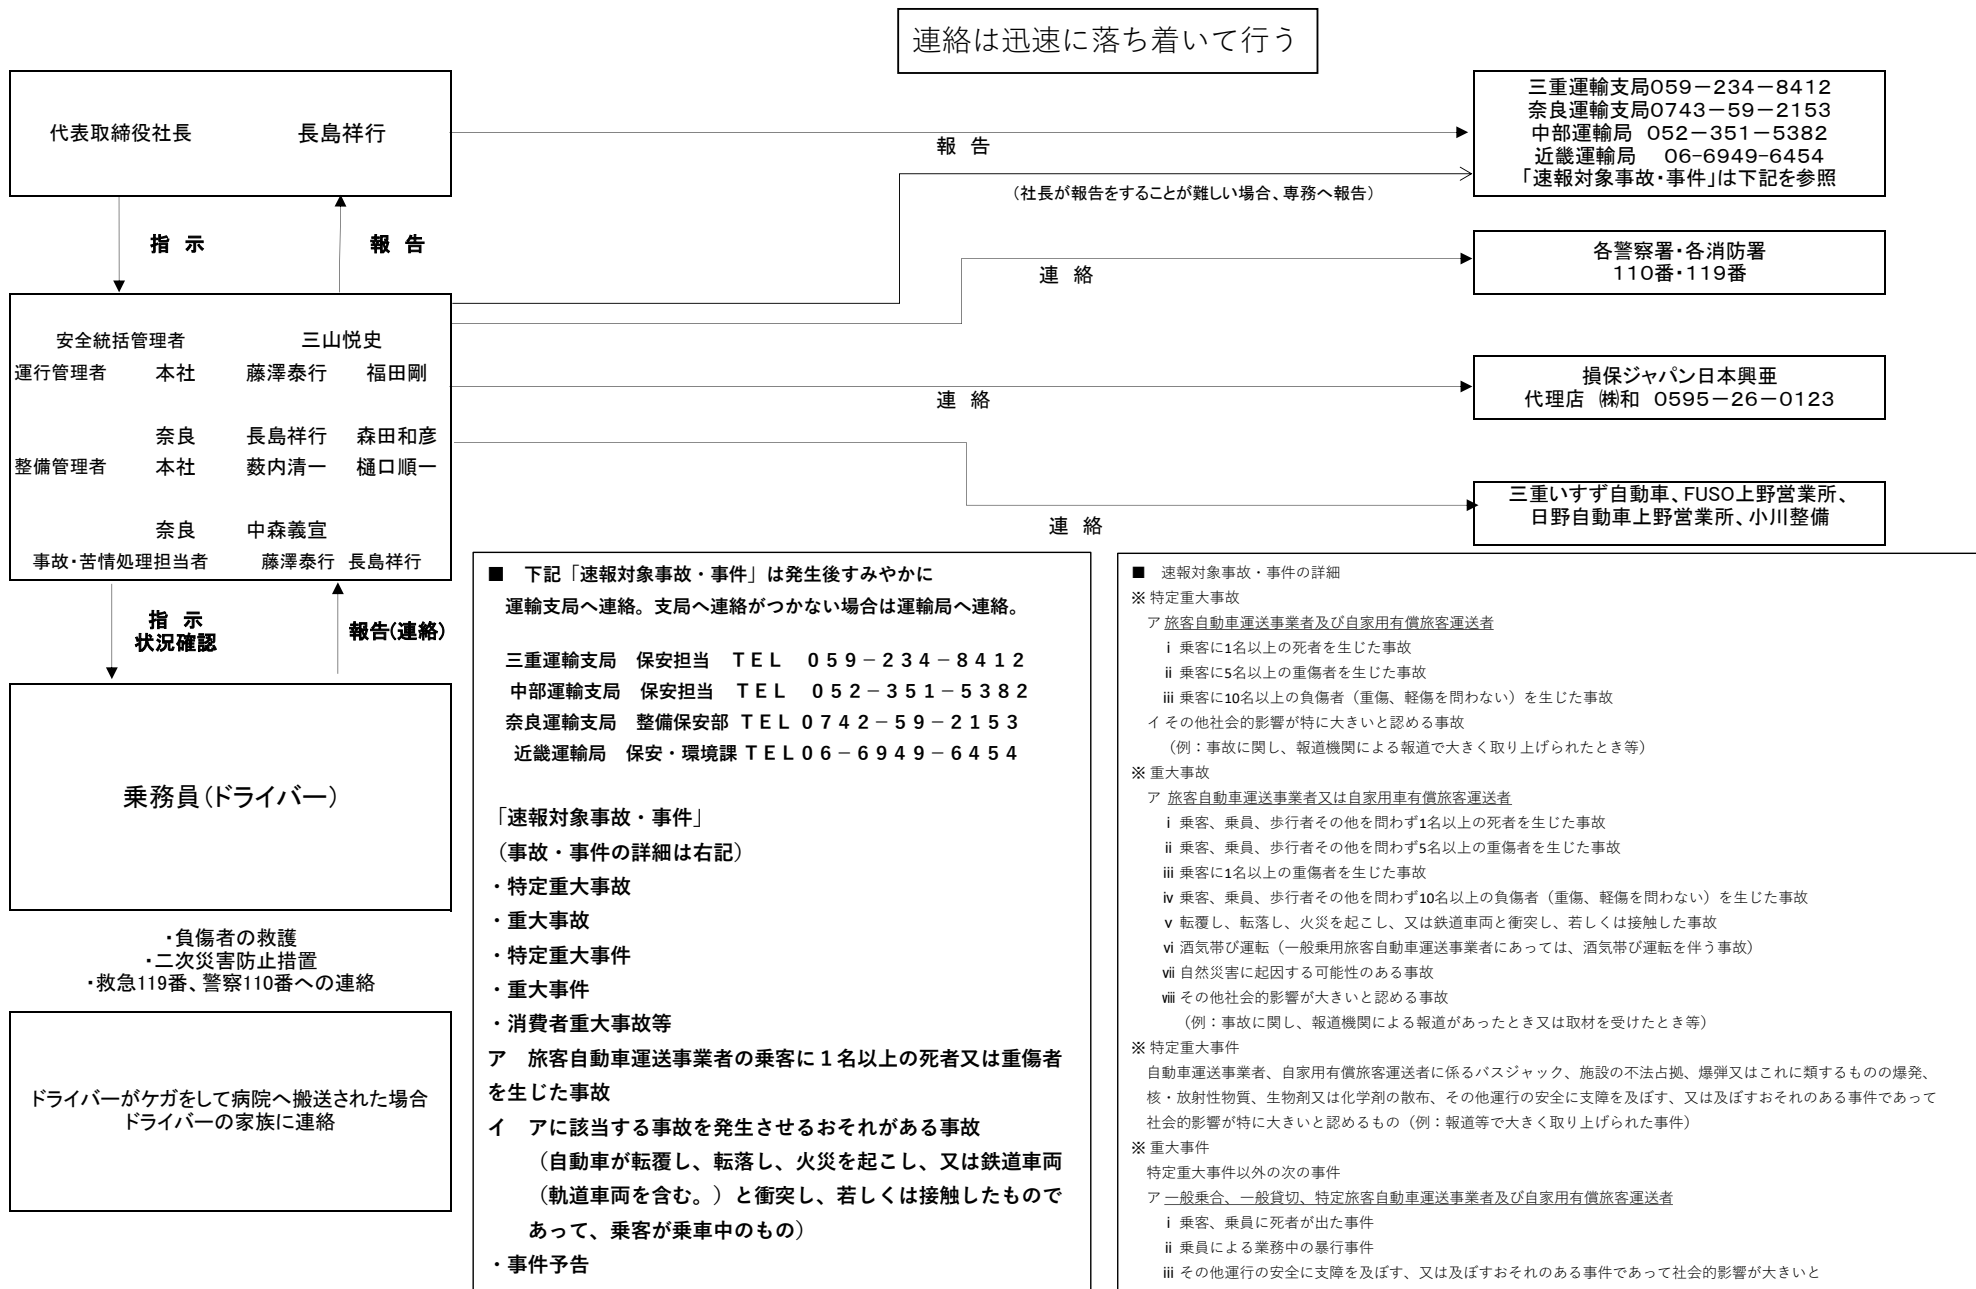 連絡は迅速に落ち着いて行う
代表取締役社長　長島祥行
報 告
三重運輸支局059－234－8412
奈良運輸支局0743－59－2153
中部運輸局 052－351－5382
近畿運輸局 06-6949-6454
「速報対象事故・事件」は下記を参照
（社長が報告をすることが難しい場合、専務へ報告）
指 示
報 告
各警察署・各消防署
110番・119番
連 絡
安全統括管理者　三山悦史
運行管理者　本社　藤澤泰行　福田剛
奈良　長島祥行　森田和彦
整備管理者　本社　薮内清一　樋口順一
奈良　中森義宣
事故・苦情処理担当者　藤澤泰行 長島祥行
損保ジャパン日本興亜
代理店 ㈱和 0595－26－0123
連 絡
三重いすず自動車、FUSO上野営業所、
日野自動車上野営業所、小川整備
連 絡
指 示
状況確認
報告(連絡)
乗務員(ドライバー)
・負傷者の救護
・二次災害防止措置
・救急119番、警察110番への連絡
ドライバーがケガをして病院へ搬送された場合
ドライバーの家族に連絡
■　下記「速報対象事故・事件」は発生後すみやかに
運輸支局へ連絡。支局へ連絡がつかない場合は運輸局へ連絡。
三重運輸支局　保安担当　ＴＥＬ　０５９－２３４－８４１２
中部運輸支局　保安担当　ＴＥＬ　０５２－３５１－５３８２
奈良運輸支局　整備保安部 ＴＥＬ０７４２－５９－２１５３
近畿運輸局　保安・環境課 ＴＥＬ０６－６９４９－６４５４
「速報対象事故・事件」
（事故・事件の詳細は右記）
・特定重大事故
・重大事故
・特定重大事件
・重大事件
・消費者重大事故等
ア　旅客自動車運送事業者の乗客に１名以上の死者又は重傷者
を生じた事故
イ　アに該当する事故を発生させるおそれがある事故
（自動車が転覆し、転落し、火災を起こし、又は鉄道車両
（軌道車両を含む。）と衝突し、若しくは接触したもので
あって、乗客が乗車中のもの）
・事件予告
■　速報対象事故・事件の詳細
※ 特定重大事故
ア 旅客自動車運送事業者及び自家用有償旅客運送者
ⅰ 乗客に1名以上の死者を生じた事故
ⅱ 乗客に5名以上の重傷者を生じた事故
ⅲ 乗客に10名以上の負傷者（重傷、軽傷を問わない）を生じた事故
イ その他社会的影響が特に大きいと認める事故
（例：事故に関し、報道機関による報道で大きく取り上げられたとき等）
※ 重大事故
ア 旅客自動車運送事業者又は自家用車有償旅客運送者
ⅰ 乗客、乗員、歩行者その他を問わず1名以上の死者を生じた事故
ⅱ 乗客、乗員、歩行者その他を問わず5名以上の重傷者を生じた事故
ⅲ 乗客に1名以上の重傷者を生じた事故
ⅳ 乗客、乗員、歩行者その他を問わず10名以上の負傷者（重傷、軽傷を問わない）を生じた事故
ⅴ 転覆し、転落し、火災を起こし、又は鉄道車両と衝突し、若しくは接触した事故
ⅵ 酒気帯び運転（一般乗用旅客自動車運送事業者にあっては、酒気帯び運転を伴う事故）
ⅶ 自然災害に起因する可能性のある事故
ⅷ その他社会的影響が大きいと認める事故
（例：事故に関し、報道機関による報道があったとき又は取材を受けたとき等）
※ 特定重大事件
自動車運送事業者、自家用有償旅客運送者に係るバスジャック、施設の不法占拠、爆弾又はこれに類するものの爆発、
核・放射性物質、生物剤又は化学剤の散布、その他運行の安全に支障を及ぼす、又は及ぼすおそれのある事件であって
社会的影響が特に大きいと認めるもの（例：報道等で大きく取り上げられた事件）
※ 重大事件
特定重大事件以外の次の事件
ア 一般乗合、一般貸切、特定旅客自動車運送事業者及び自家用有償旅客運送者
ⅰ 乗客、乗員に死者が出た事件
ⅱ 乗員による業務中の暴行事件
ⅲ その他運行の安全に支障を及ぼす、又は及ぼすおそれのある事件であって社会的影響が大きいと